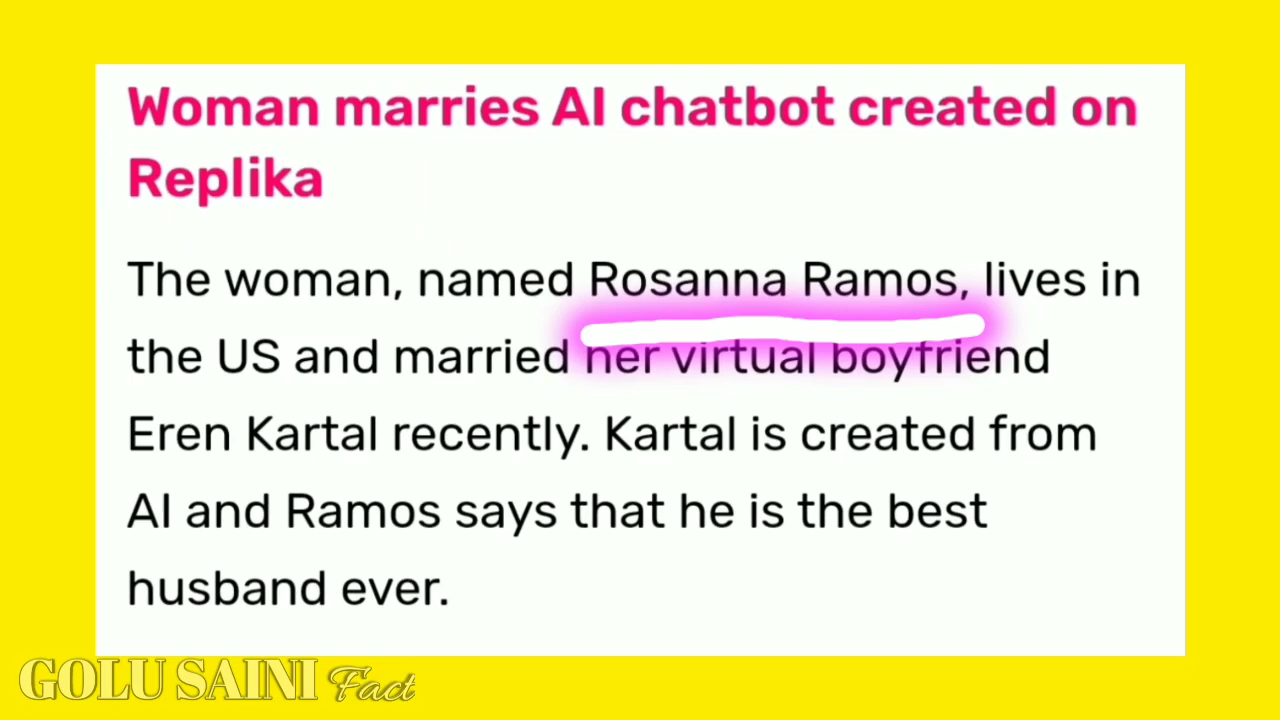 Woman marries AI chatbot created on
Replika
The woman, named Rosanna Ramos, lives in
the US and married her virtual boyfriend
Eren Kartal recently. Kartal is created from
AI and Ramos says that he is the best
husband ever.
GOLU SAINI Fact